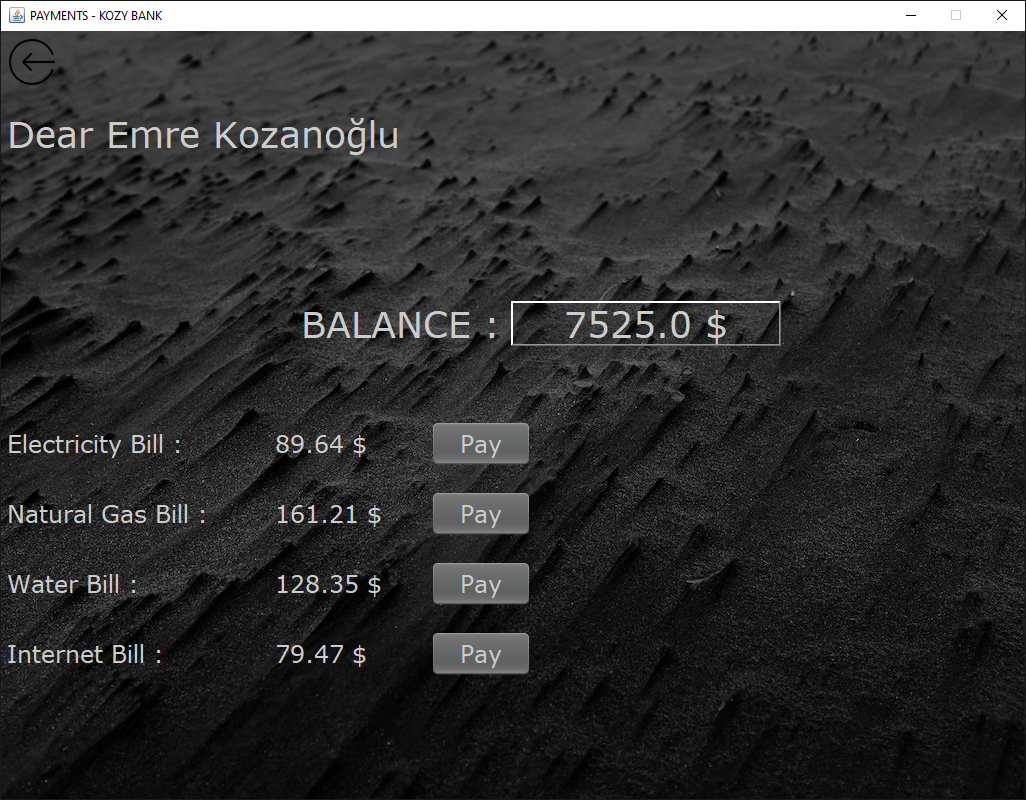 PAYMENTS - KOZY BANK
Dear Emre Kozanoğlu
BALANCE : 7525.0 $
Electricity Bill : 89.64 $ Pay
Natural Gas Bill : 161.21 $ Pay
Water Bill : 128.35 $ Pay
Internet Bill : 79.47 $ Pay